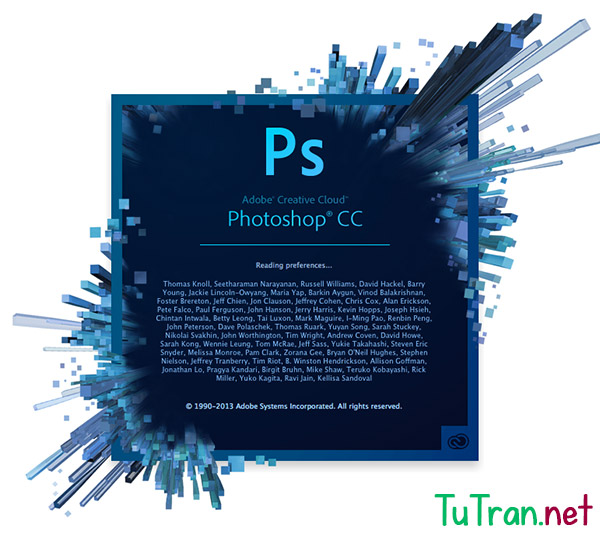 Ps
Adobe® Creative Cloud™
Photoshop® CC
Reading preferences...
Thomas Knoll, Seetharaman Narayanan, Russell Williams, David Hackel, Barry
Young, Jackie Lincoln-Owyang, Maria Yap, Barkin Aygun, Vinod Balakrishnan,
Foster Brereton, Jeff Chien, Jon Clauson, Jeffrey Cohen, Chris Cox, Alan Erickson,
Pete Falco, Paul Ferguson, John Hanson, Jerry Harris, Kevin Hopps, Joseph Hsieh,
Chintan Intwala, Betty Leong, Tai Luxon, Mark Maguire, I-Ming Pao, Renbin Peng,
John Peterson, Dave Polaschek, Thomas Ruark, Yuyan Song, Sarah Stuckey,
Nikolai Svakhin, John Worthington, Tim Wright, Andrew Coven, David Howe,
Sarah Kong, Wennie Leung, Tom McRae, Jeff Sass, Yukie Takahashi, Steven Eric
Snyder, Melissa Monroe, Pam Clark, Zorana Gee, Bryan O'Neil Hughes, Stephen
Nielson, Jeffrey Tranberry, Tim Riot, B. Winston Hendrickson, Allison Goffman,
Jonathan Lo, Pragya Kandari, Birgit Bruhn, Mike Shaw, Teruko Kobayashi, Rick
Miller, Yuko Kagita, Ravi Jain, Kellisa Sandoval
© 1990-2013 Adobe Systems Incorporated. All rights reserved.
TuTran.net